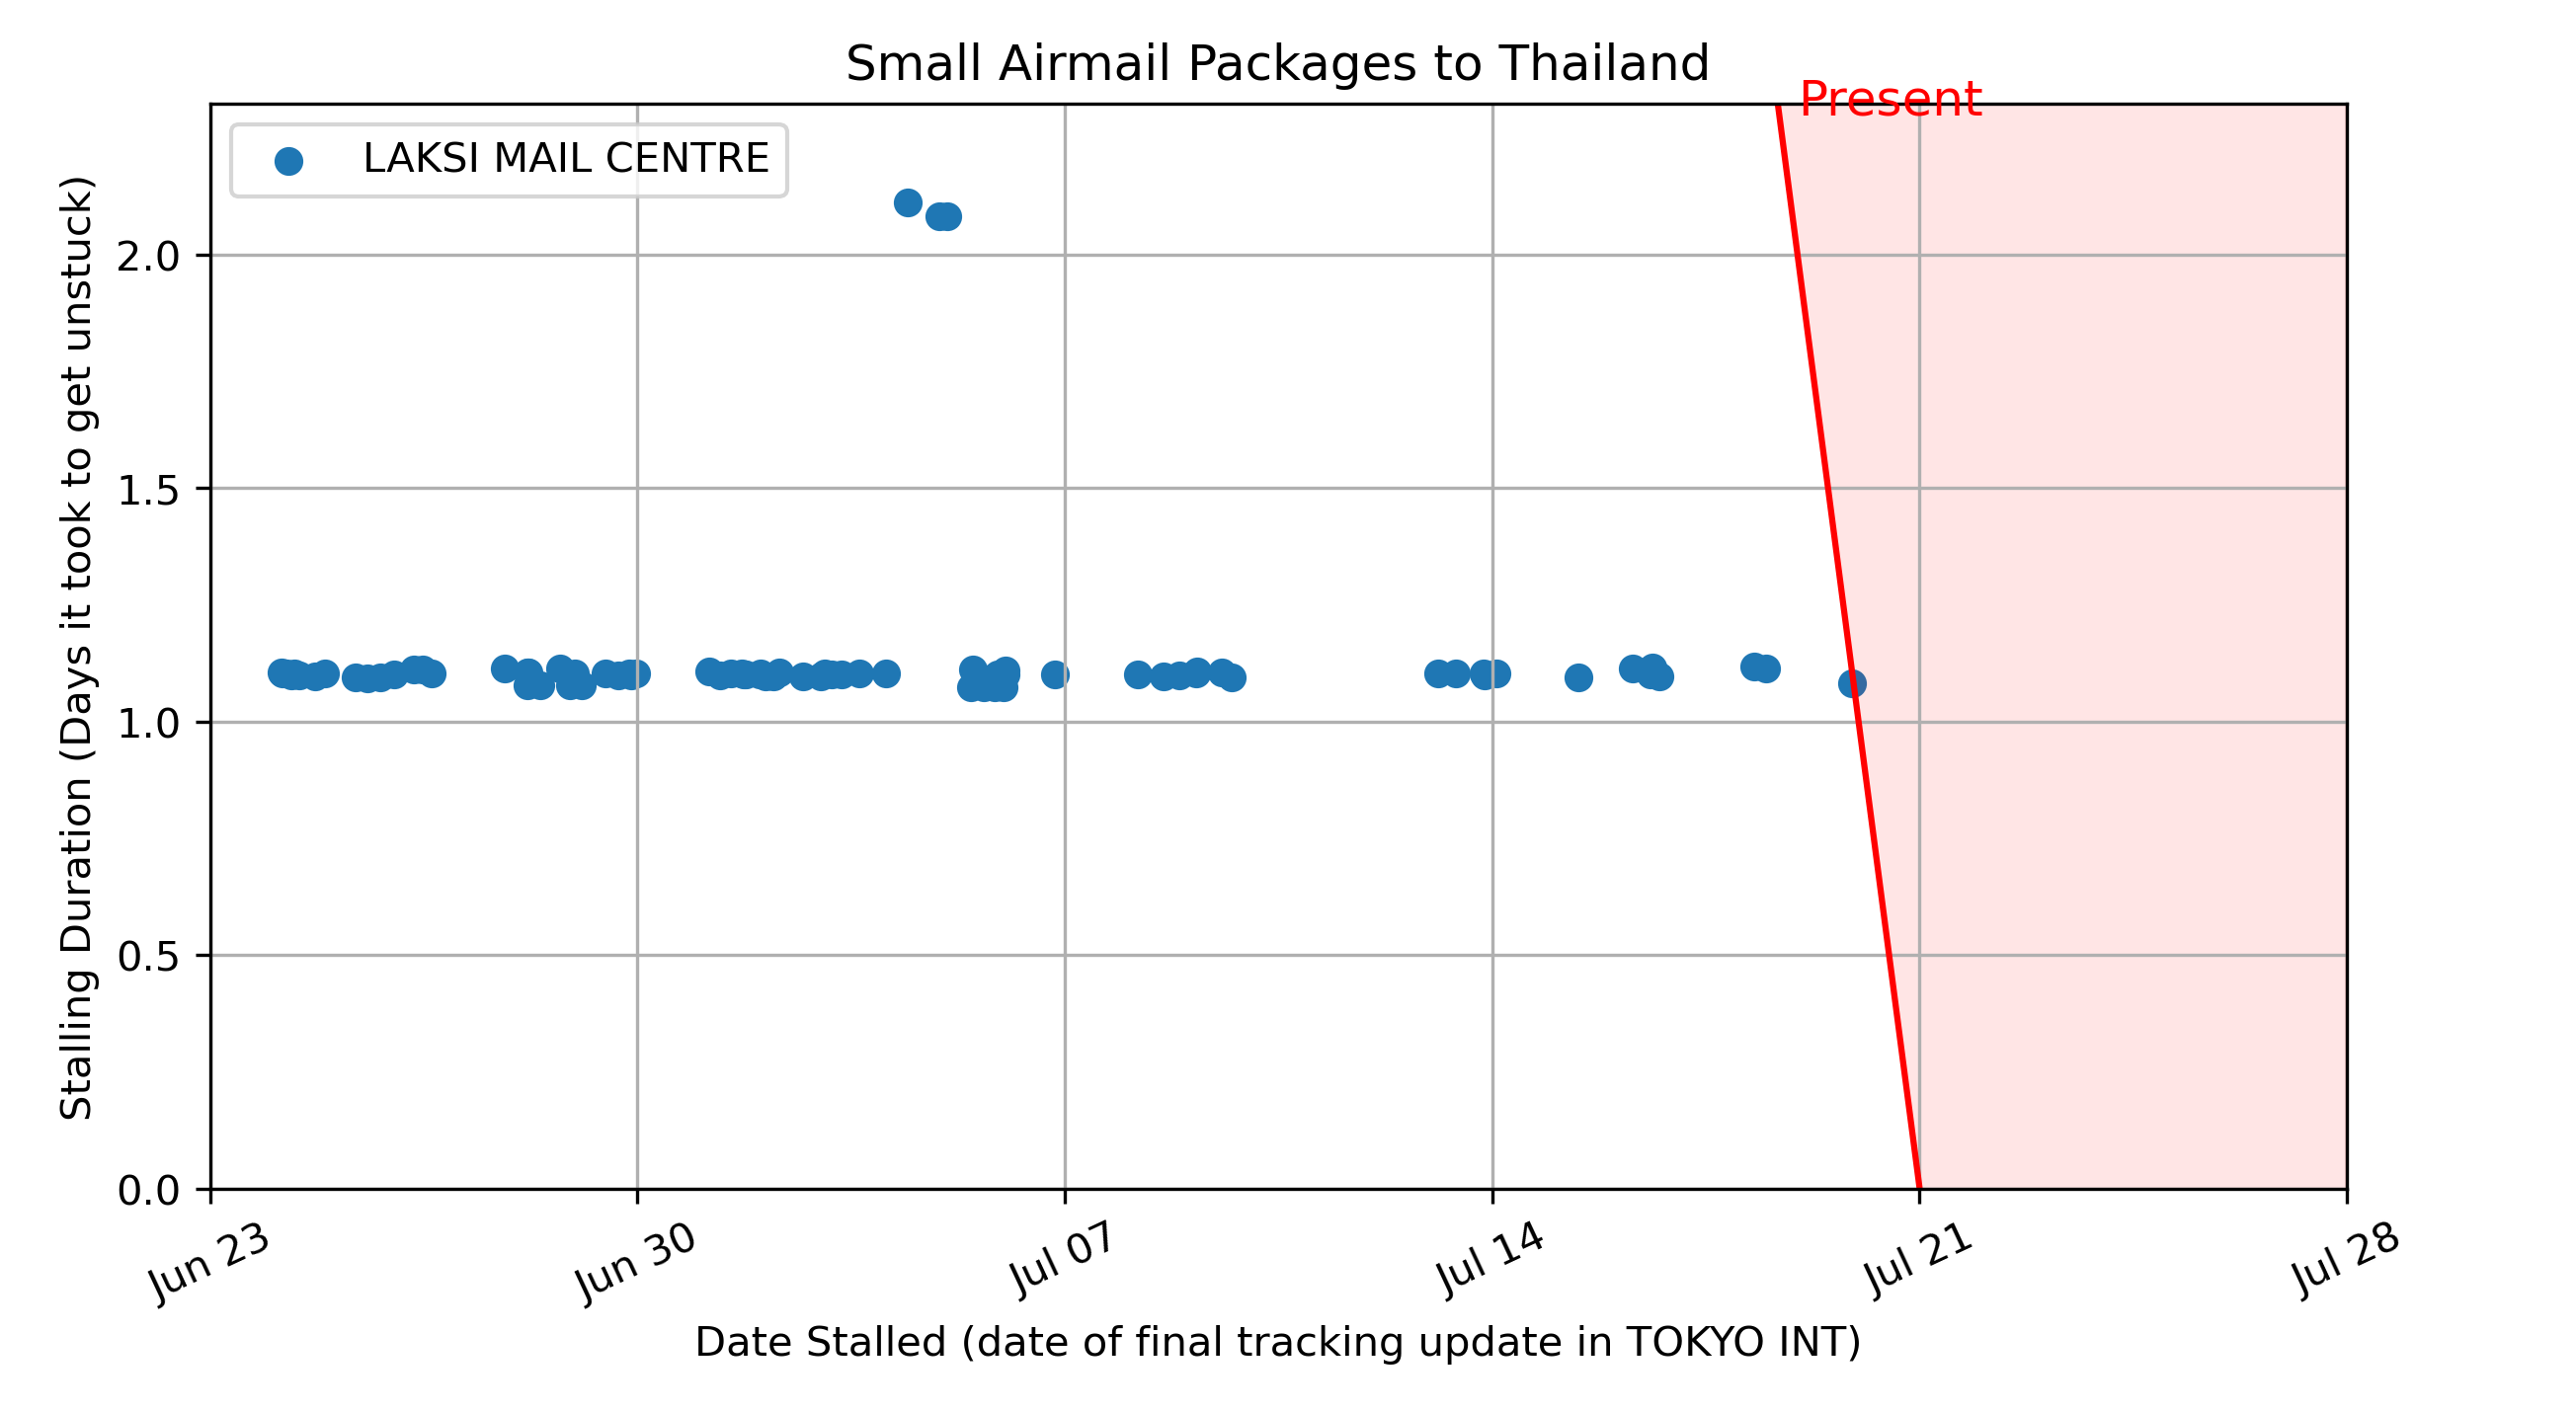 Small Airmail Packages to Thailand
Present
LAKSI MAIL CENTRE
Stalling Duration (Days it took to get unstuck)
2.0
1.5
1.0
0.5
0.0
Jun 23
Jun 30
Jul 07
Jul 14
Jul 21
Jul 28
Date Stalled (date of final tracking update in TOKYO INT)